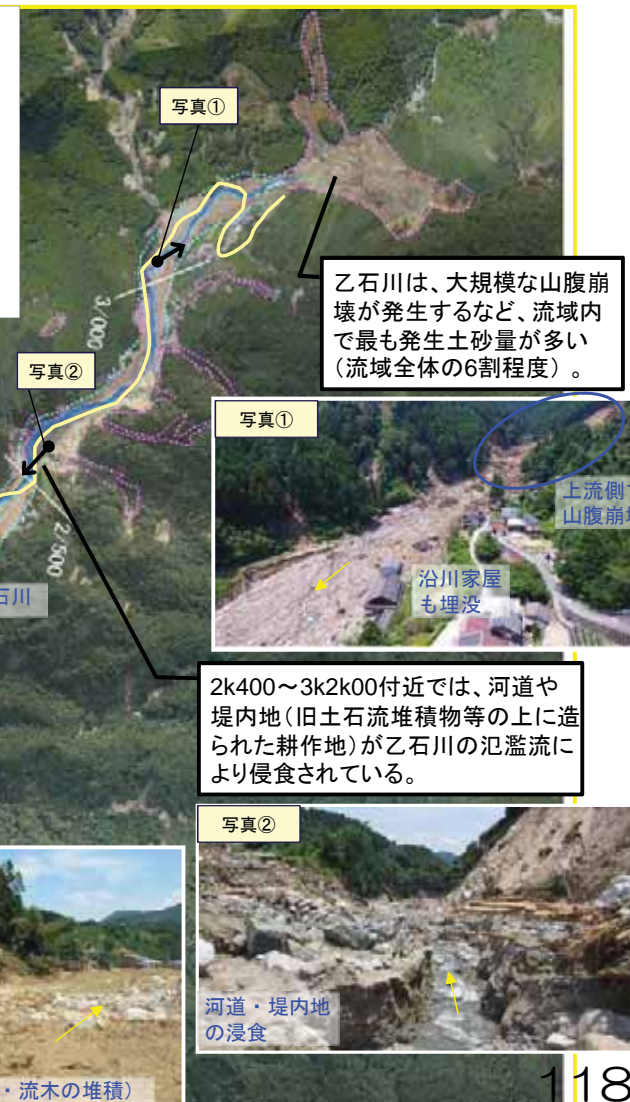 写真①
乙石川は、大規模な山腹崩
壊が発生するなど、流域内
で最も発生土砂量が多い
(流域全体の6割程度)。
3/000
写真②
写真①
上流側
山腹崩
沿川家屋
も埋没
2/500
石川
2k400～3k2k00付近では、河道や
堤内地(旧土石流堆積物等の上に造
られた耕作地)が乙石川の氾濫流に
より侵食されている。
写真②
河道・堤内地
の浸食
・流木の堆積)
118